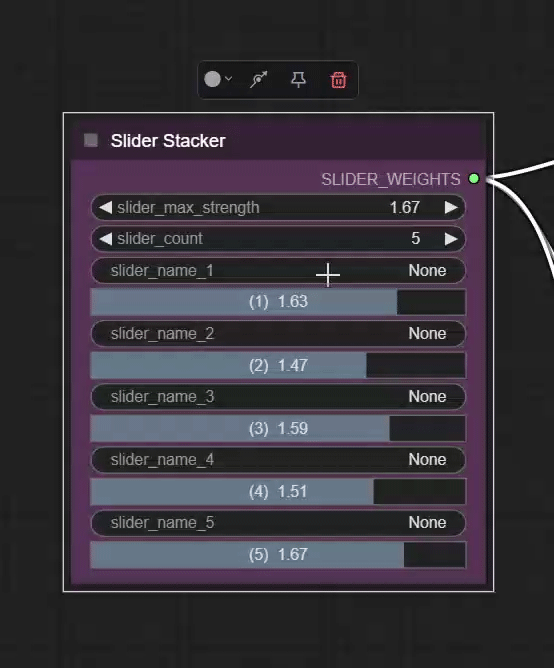 Slider Stacker
SLIDER_WEIGHTS
slider_max_strength 1.67
slider_count 5
slider_name_1 None
(1) 1.63
slider_name_2 None
(2) 1.47
slider_name_3 None
(3) 1.59
slider_name_4 None
(4) 1.51
slider_name_5 None
(5) 1.67